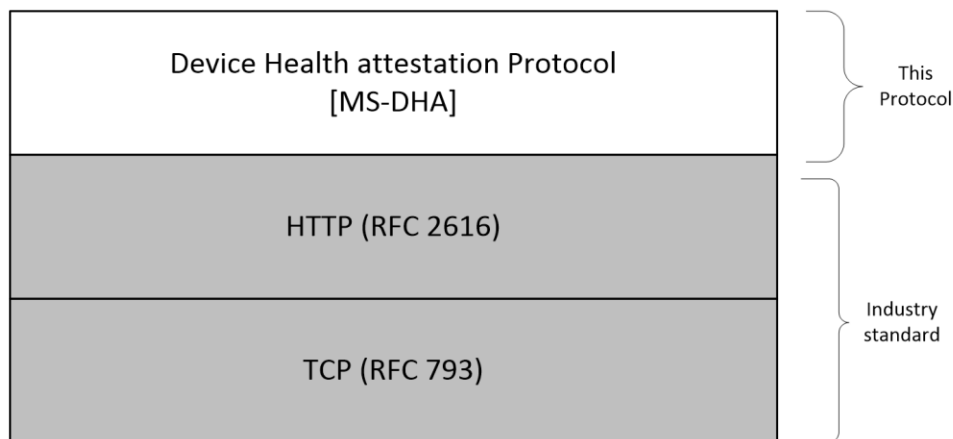 Device Health attestation Protocol
[MS-DHA]
This
Protocol
HTTP (RFC 2616)
Industry
standard
TCP (RFC 793)